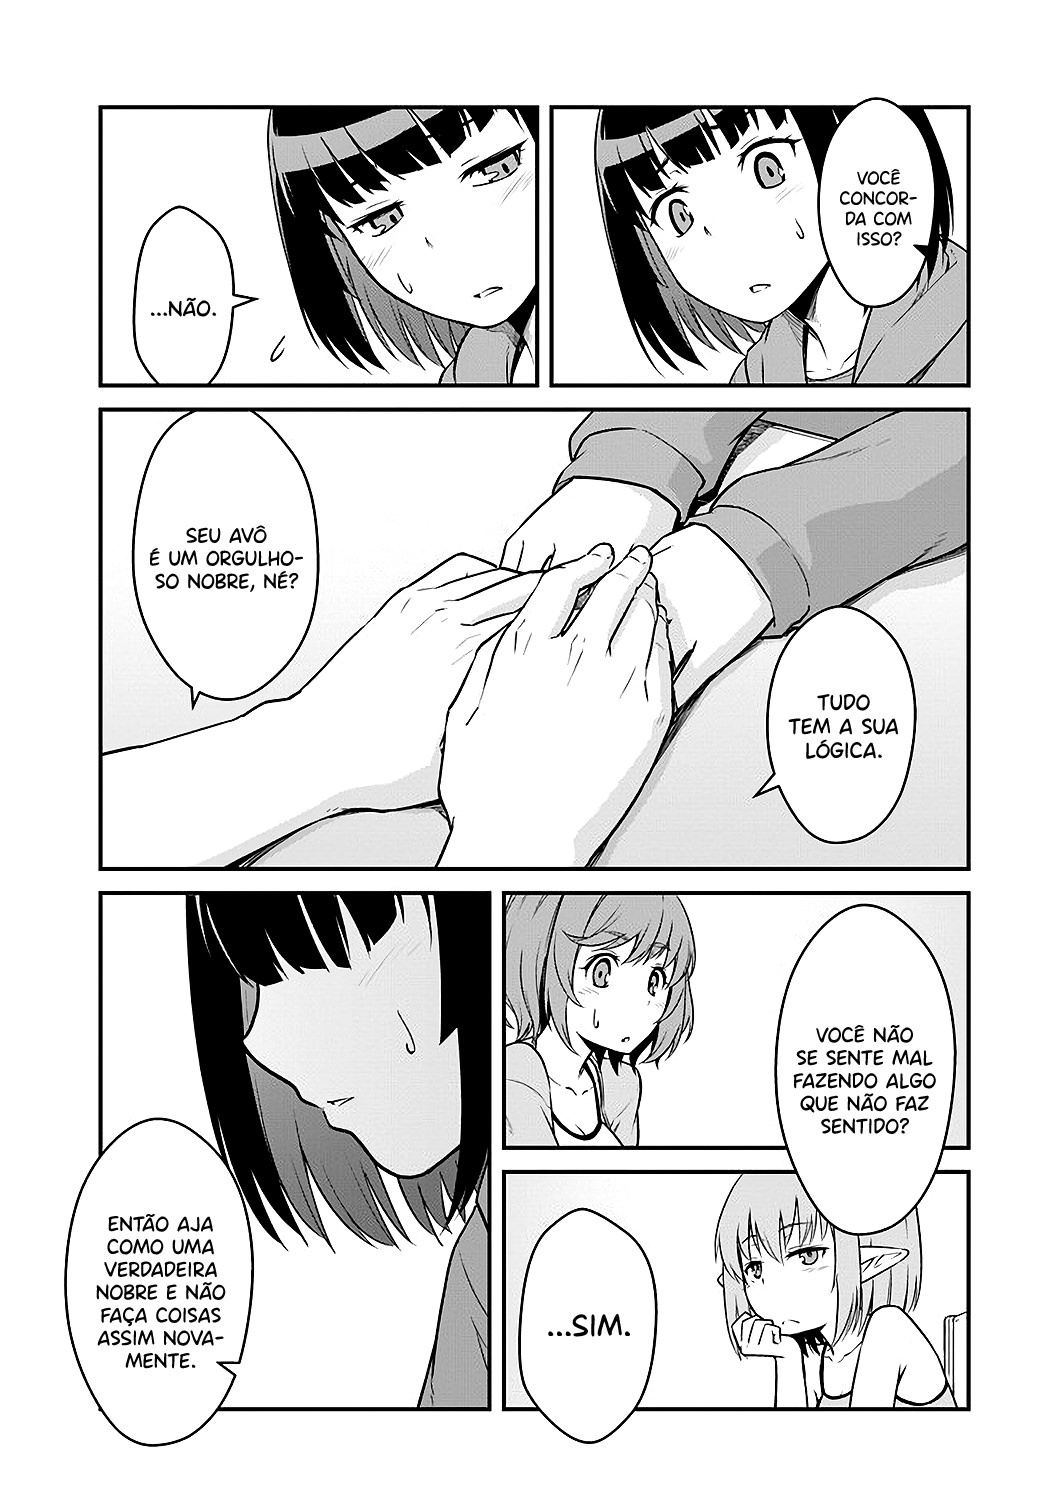 VOCÊ
CONCOR-
DA COM
ISSO?
...NÃO.
TUDO
TEM A SUA
LÓGICA.
SEU AVÔ
É UM ORGULHO-
SO NOBRE, NÉ?
VOCÊ NÃO
SE SENTE MAL
FAZENDO ALGO
QUE NÃO FAZ
SENTIDO?
...SIM.
ENTÃO AJA
COMO UMA
VERDADEIRA
NOBRE E NÃO
FAÇA COISAS
ASSIM NOVA-
MENTE.